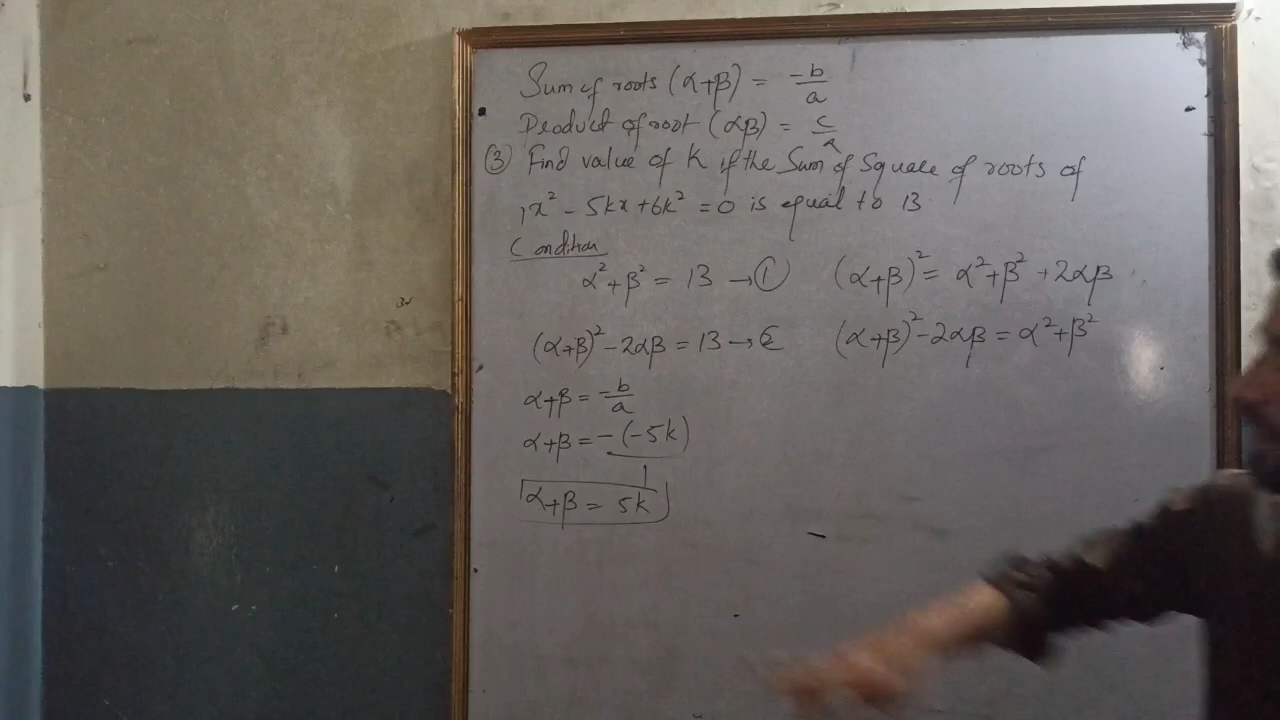 Sum of roots (α+β) = -b/a
Product of root (αβ) = c/a
③ Find value of K if the Sum of Square of roots of
1x² - 5kx + 6k² = 0 is equal to 13
Condition
α² + β² = 13 → ① (α+β)² = α² + β² + 2αβ
(α+β)² - 2αβ = 13 → (α+β)² - 2αβ = α² + β²
α+β = -b/a
α+β = -(-5k)/1
α+β = 5k